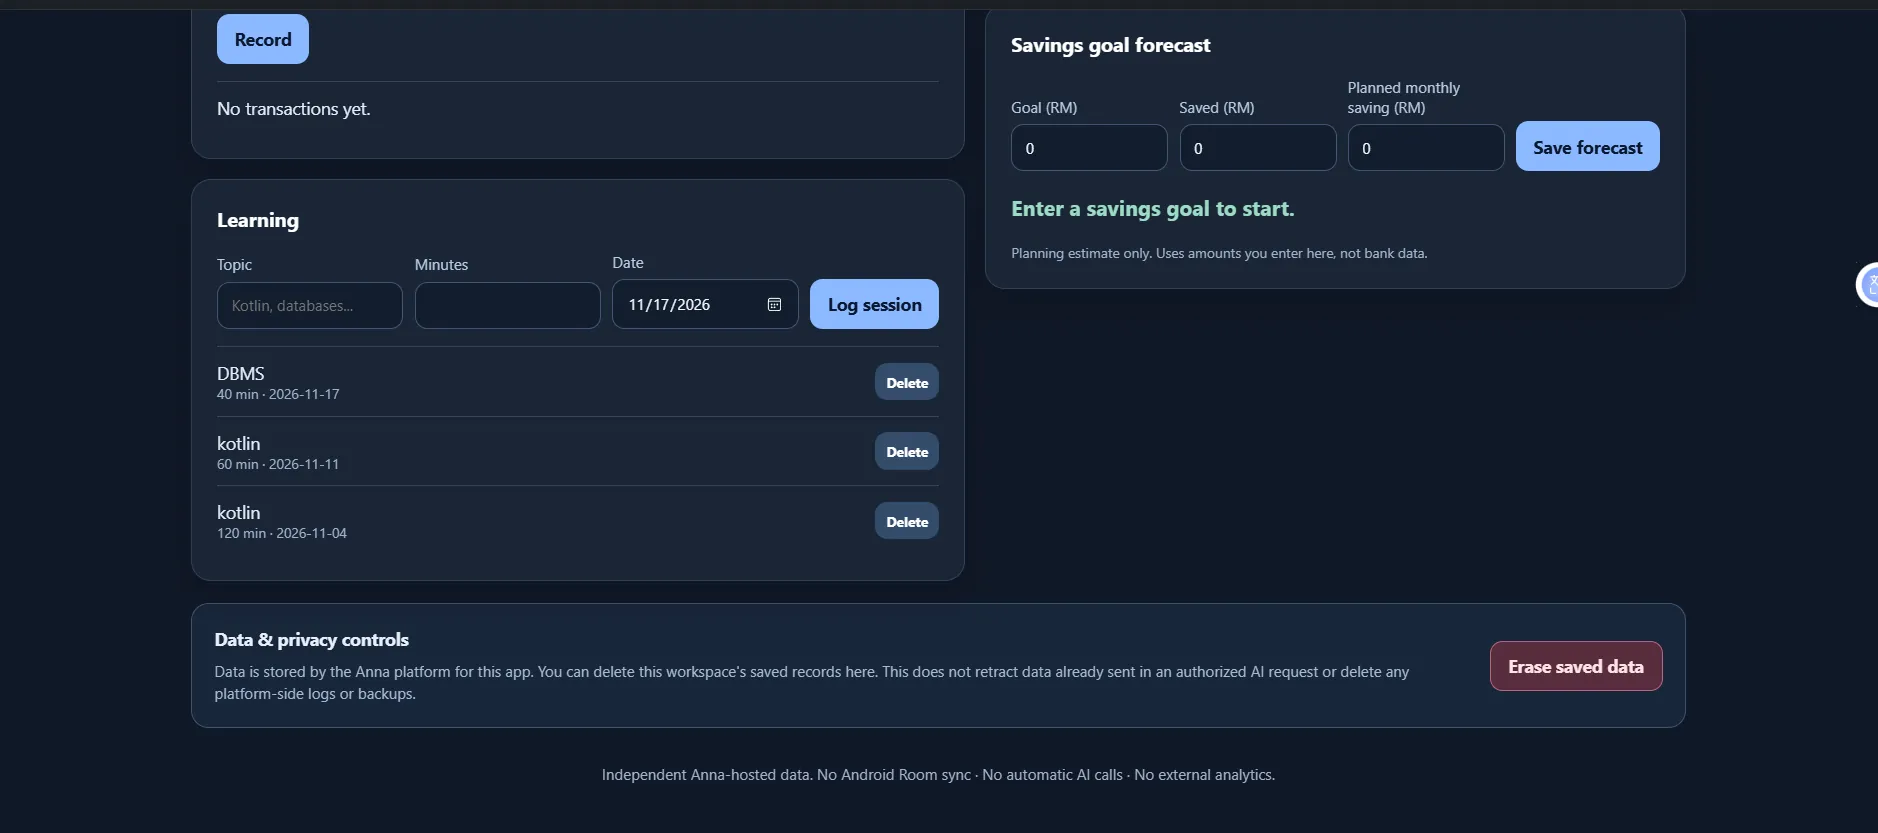 Record
No transactions yet.
Learning
Topic
Minutes
Date
Kotlin, databases...
11/17/2026
Log session
DBMS
40 min · 2026-11-17
Delete
kotlin
60 min · 2026-11-11
Delete
kotlin
120 min · 2026-11-04
Delete
Savings goal forecast
Goal (RM)
Saved (RM)
Planned monthly
saving (RM)
0
0
0
Save forecast
Enter a savings goal to start.
Planning estimate only. Uses amounts you enter here, not bank data.
Data & privacy controls
Data is stored by the Anna platform for this app. You can delete this workspace's saved records here. This does not retract data already sent in an authorized AI request or delete any
platform-side logs or backups.
Erase saved data
Independent Anna-hosted data. No Android Room sync · No automatic AI calls · No external analytics.